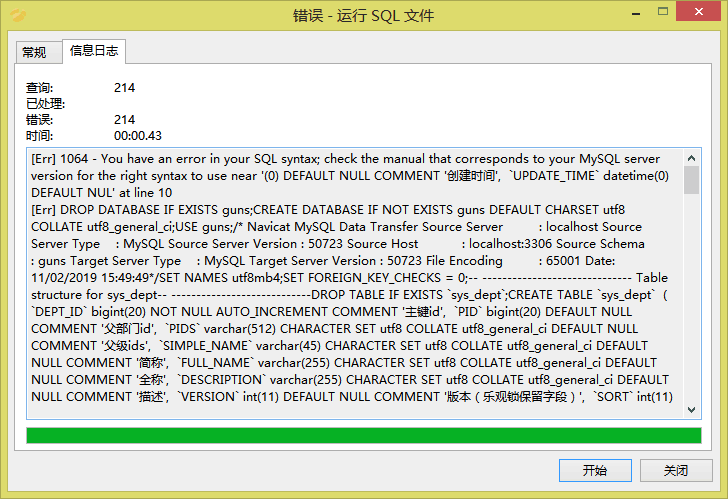 错误 - 运行 SQL 文件
常规
信息日志
查询: 214
已处理:
错误: 214
时间: 00:00.43
[Err] 1064 - You have an error in your SQL syntax; check the manual that corresponds to your MySQL server
version for the right syntax to use near '(0) DEFAULT NULL COMMENT '创建时间', `UPDATE_TIME` datetime(0)
DEFAULT NUL' at line 10
[Err] DROP DATABASE IF EXISTS guns;CREATE DATABASE IF NOT EXISTS guns DEFAULT CHARSET utf8
COLLATE utf8_general_ci;USE guns;/* Navicat MySQL Data Transfer Source Server : localhost Source
Server Type : MySQL Source Server Version : 50723 Source Host : localhost:3306 Source Schema
: guns Target Server Type : MySQL Target Server Version : 50723 File Encoding : 65001 Date:
11/02/2019 15:49:49*/SET NAMES utf8mb4;SET FOREIGN_KEY_CHECKS = 0;-- ------------------------------ Table
structure for sys_dept-- ----------------------------DROP TABLE IF EXISTS `sys_dept`;CREATE TABLE `sys_dept` (
`DEPT_ID` bigint(20) NOT NULL AUTO_INCREMENT COMMENT '主键id', `PID` bigint(20) DEFAULT NULL
COMMENT '父部门id', `PIDS` varchar(512) CHARACTER SET utf8 COLLATE utf8_general_ci DEFAULT NULL
COMMENT '父级ids', `SIMPLE_NAME` varchar(45) CHARACTER SET utf8 COLLATE utf8_general_ci DEFAULT
NULL COMMENT '简称', `FULL_NAME` varchar(255) CHARACTER SET utf8 COLLATE utf8_general_ci DEFAULT
NULL COMMENT '全称', `DESCRIPTION` varchar(255) CHARACTER SET utf8 COLLATE utf8_general_ci DEFAULT
NULL COMMENT '描述', `VERSION` int(11) DEFAULT NULL COMMENT '版本（乐观锁保留字段）', `SORT` int(11)
开始
关闭